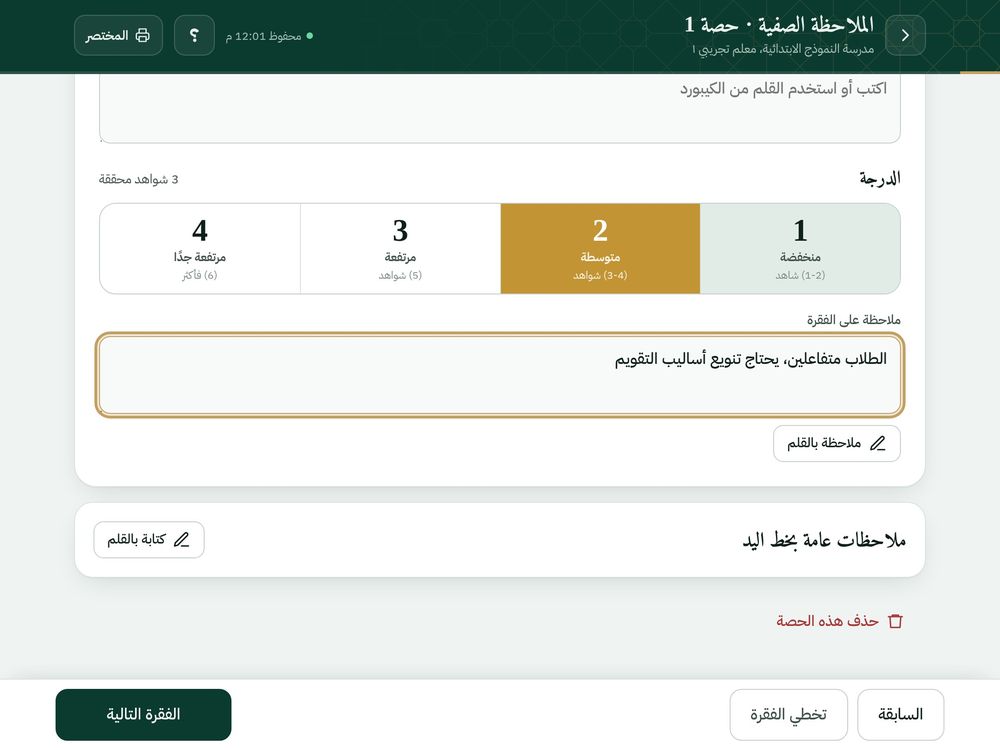 الملاحظة الصفية · حصة 1
مدرسة النموذج الابتدائية، معلم تجريبي ١
محفوظ 12:01 م
؟
المختصر
اكتب أو استخدم القلم من الكيبورد
الدرجة
3 شواهد محققة
1
منخفضة
(1-2) شاهد
2
متوسطة
(3-4) شواهد
3
مرتفعة
(5) شواهد
4
مرتفعة جدًا
(6) فأكثر
ملاحظة على الفقرة
الطلاب متفاعلين، يحتاج تنويع أساليب التقويم
ملاحظة بالقلم
ملاحظات عامة بخط اليد
كتابة بالقلم
حذف هذه الحصة
السابقة
تخطي الفقرة
الفقرة التالية